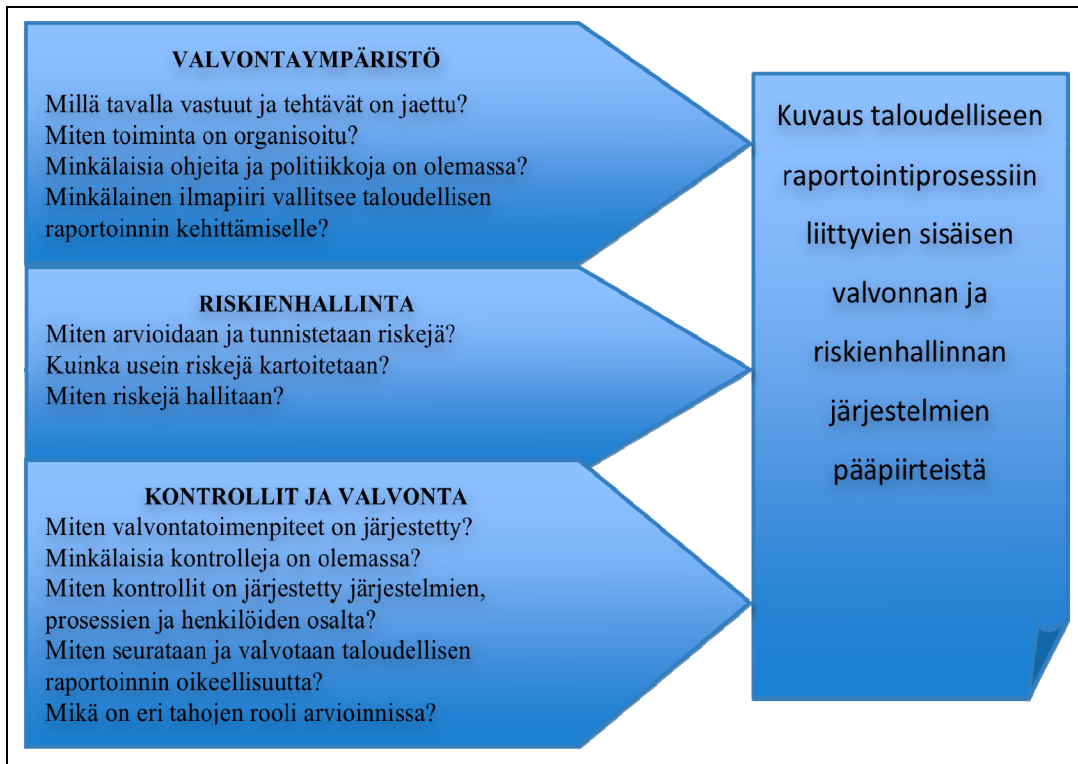 VALVONTAYMPÄRISTÖ
Millä tavalla vastuut ja tehtävät on jaettu?
Miten toiminta on organisoitu?
Minkälaisia ohjeita ja politiikkoja on olemassa?
Minkälainen ilmapiiri vallitsee taloudellisen
raportoinnin kehittämiselle?
RISKIENHALLINTA
Miten arvioidaan ja tunnistetaan riskejä?
Kuinka usein riskejä kartoitetaan?
Miten riskejä hallitaan?
KONTROLLIT JA VALVONTA
Miten valvontatoimenpiteet on järjestetty?
Minkälaisia kontrolleja on olemassa?
Miten kontrollit on järjestetty järjestelmien,
prosessien ja henkilöiden osalta?
Miten seurataan ja valvotaan taloudellisen
raportoinnin oikeellisuutta?
Mikä on eri tahojen rooli arvioinnissa?
Kuvaus taloudelliseen
raportointiprosessiin
liittyvien sisäisen
valvonnan ja
riskienhallinnan
järjestelmien
pääpiirteistä